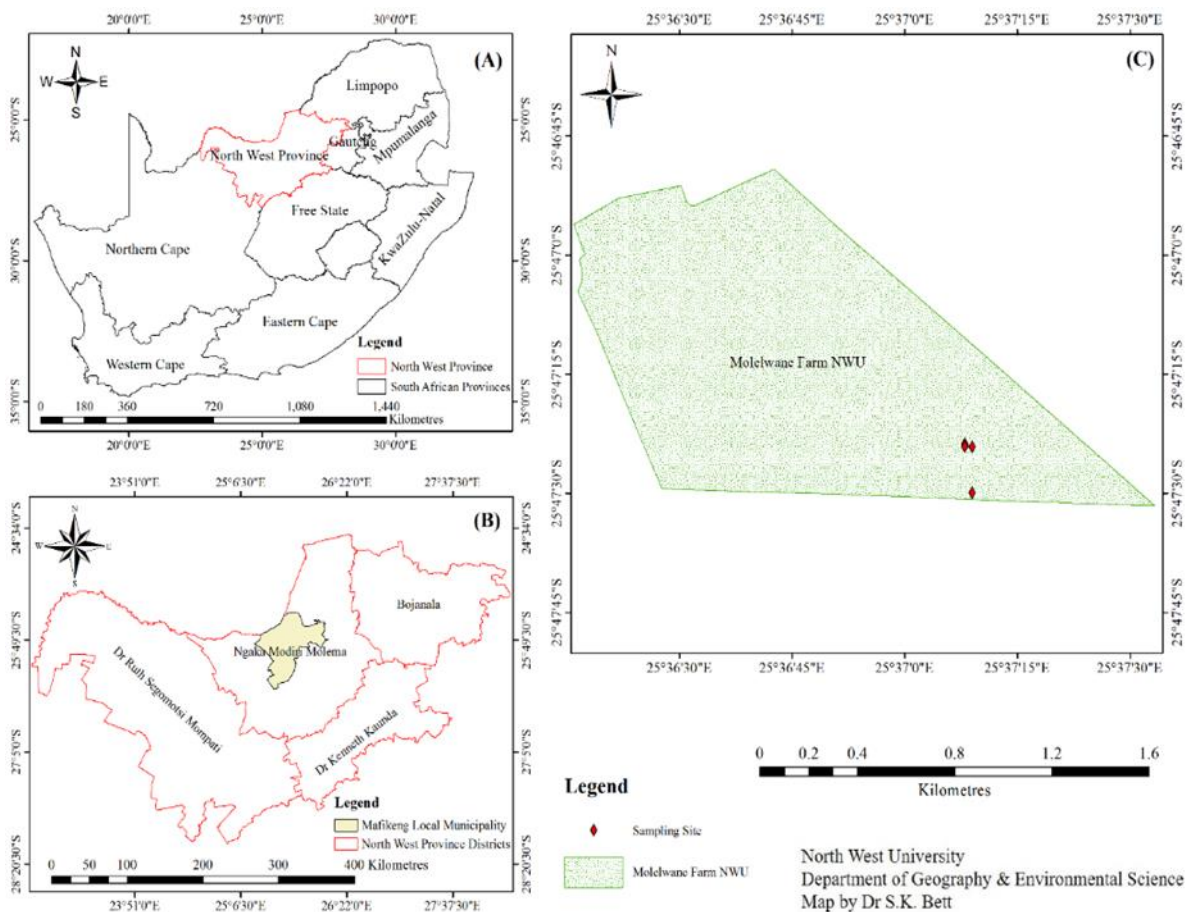 20°0'0"E 25°0'0"E 30°0'0"E
N
W E
S
(A)
Limpopo
25°0'0"S
Gauteng
Mpumalanga
25°0'0"S
North West Province
Free State
KwaZulu-Natal
Northern Cape
30°0'0"S
30°0'0"S
Eastern Cape
Western Cape
Legend
North West Province
South African Provinces
35°0'0"S
35°0'0"S
0 180 360 720 1,080 1,440
Kilometres
20°0'0"E 25°0'0"E 30°0'0"E
23°51'0"E 25°6'30"E 26°22'0"E 27°37'30"E
N
W E
S
(B)
24°34'0"S
24°34'0"S
Bojanala
25°49'30"S
25°49'30"S
Ngaka Modiri Molema
Dr Ruth Segomotsi Mompati
Dr Kenneth Kaunda
27°5'0"S
27°5'0"S
Legend
Mafikeng Local Municipality
North West Province Districts
0 50 100 200 300 400 Kilometres
28°20'30"S
28°20'30"S
23°51'0"E 25°6'30"E 26°22'0"E 27°37'30"E
25°36'30"E 25°36'45"E 25°37'0"E 25°37'15"E 25°37'30"E
N
(C)
25°46'45"S
25°46'45"S
25°47'0"S
25°47'0"S
Molelwane Farm NWU
25°47'15"S
25°47'15"S
25°47'30"S
25°47'30"S
25°47'45"S
25°47'45"S
25°36'30"E 25°36'45"E 25°37'0"E 25°37'15"E 25°37'30"E
0 0.2 0.4 0.8 1.2 1.6
Kilometres
Legend
Sampling Site
Molelwane Farm NWU
North West University
Department of Geography & Environmental Science
Map by Dr S.K. Bett